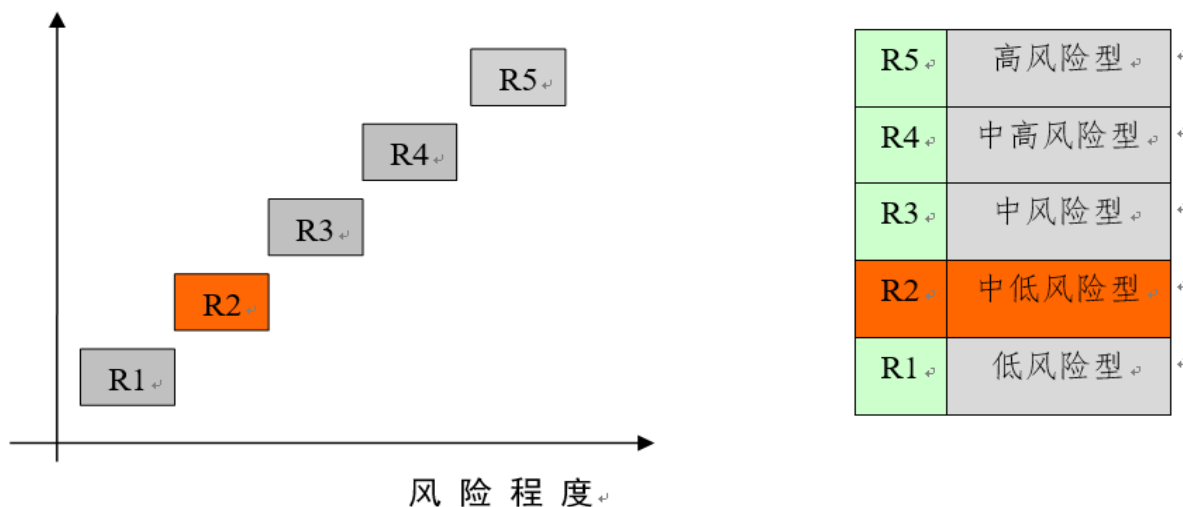 R5
R4
R3
R2
R1
风险程度
R5 高风险型
R4 中高风险型
R3 中风险型
R2 中低风险型
R1 低风险型